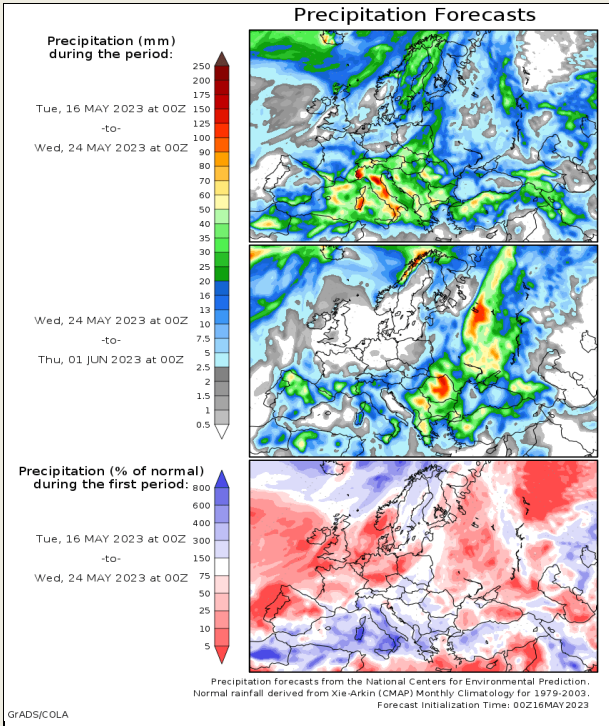 Precipitation Forecasts
Precipitation (mm)
during the period:
Tue, 16 MAY 2023 at 00Z
-to-
Wed, 24 MAY 2023 at 00Z
250
200
175
150
125
100
90
80
70
60
50
40
35
30
25
20
16
13
10
7.5
5
2.5
2
1.5
1
0.5
Wed, 24 MAY 2023 at 00Z
-to-
Thu, 01 JUN 2023 at 00Z
Precipitation (% of normal)
during the first period:
Tue, 16 MAY 2023 at 00Z
-to-
Wed, 24 MAY 2023 at 00Z
800
600
400
300
150
75
50
25
10
5
Precipitation forecasts from the National Centers for Environmental Prediction.
Normal rainfall derived from Xie-Arkin (CMAP) Monthly Climatology for 1979-2003.
Forecast Initialization Time: 00Z16MAY2023
GrADS/COLA